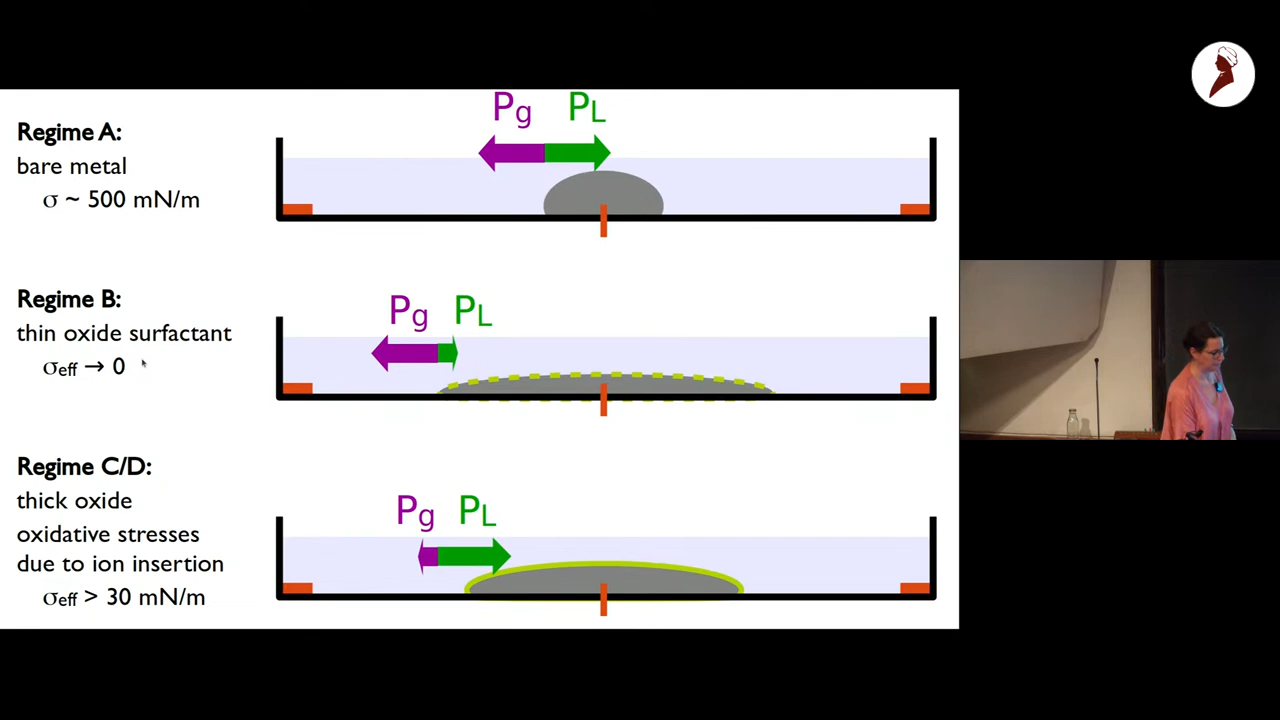 Regime A:
bare metal
σ ~ 500 mN/m
Pg PL
Regime B:
thin oxide surfactant
σeff → 0
Pg PL
Regime C/D:
thick oxide
oxidative stresses
due to ion insertion
σeff > 30 mN/m
Pg PL